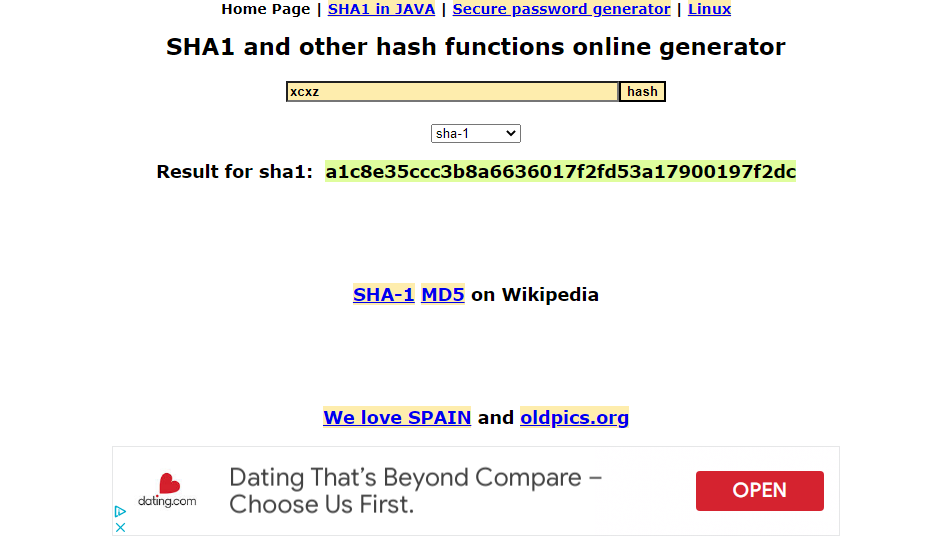 Home Page | SHA1 in JAVA | Secure password generator | Linux
SHA1 and other hash functions online generator
xcxz hash
sha-1
Result for sha1: a1c8e35ccc3b8a6636017f2fd53a17900197f2dc
SHA-1 MD5 on Wikipedia
We love SPAIN and oldpics.org
Dating That's Beyond Compare –
Choose Us First.
dating.com
OPEN